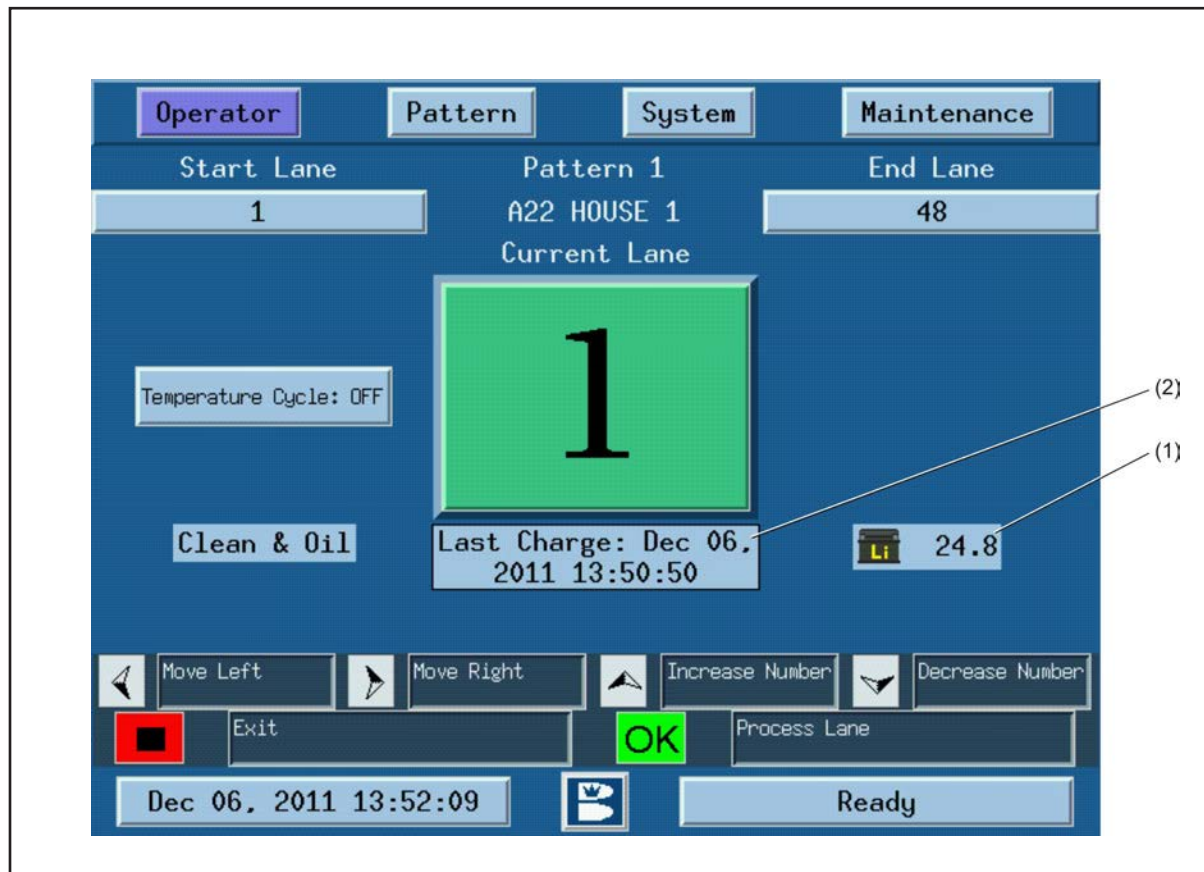 Operator Pattern System Maintenance
Start Lane Pattern 1 End Lane
1 A22 HOUSE 1 48
Current Lane
1
Temperature Cycle: OFF
(2)
(1)
Clean & Oil
Last Charge: Dec 06,
2011 13:50:50
Li 24.8
Move Left Move Right Increase Number Decrease Number
Exit OK Process Lane
Dec 06, 2011 13:52:09 Ready